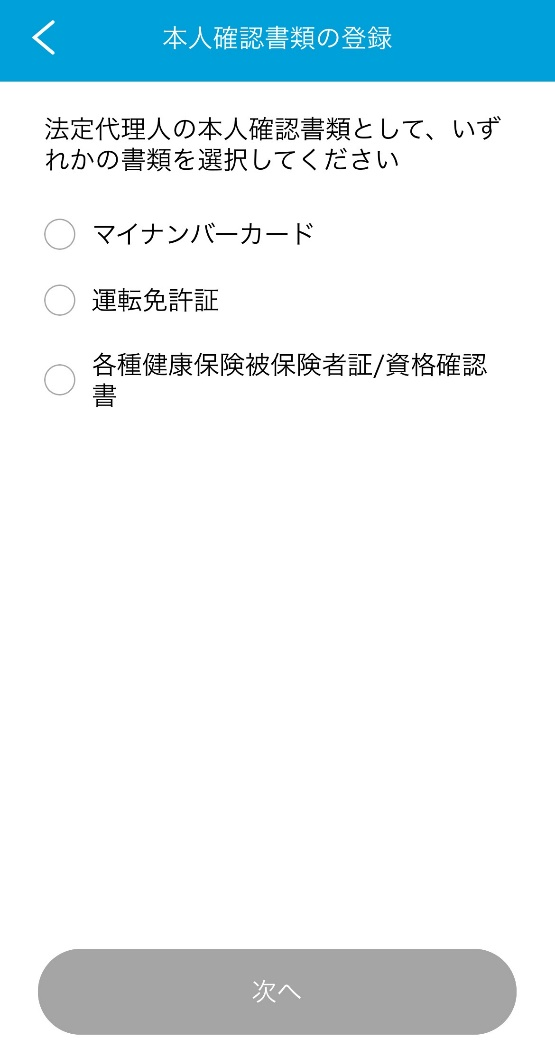 本人確認書類の登録
法定代理人の本人確認書類として、いず
れかの書類を選択してください
マイナンバーカード
運転免許証
各種健康保険被保険者証/資格確認
書
次へ